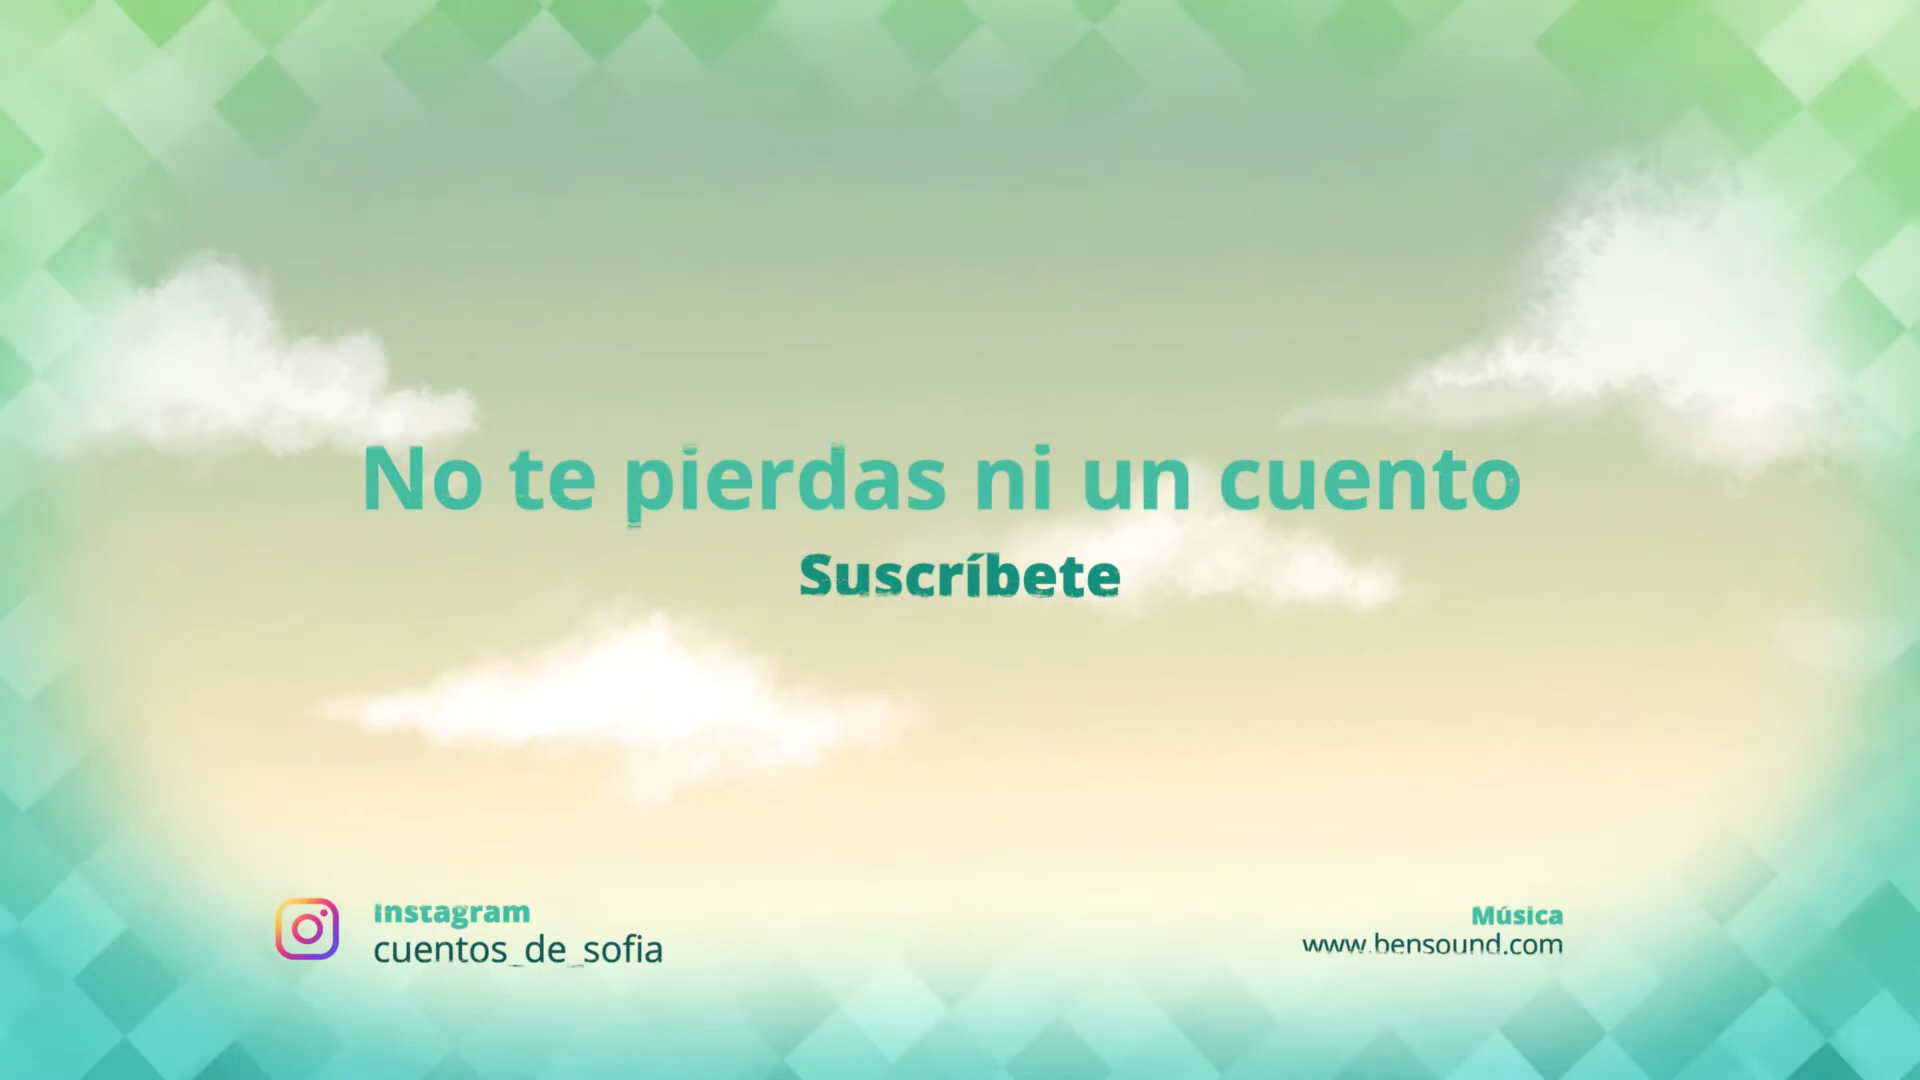 No te pierdas ni un cuento
Suscríbete
Instagram
cuentos_de_sofia
Música
www.bensound.com